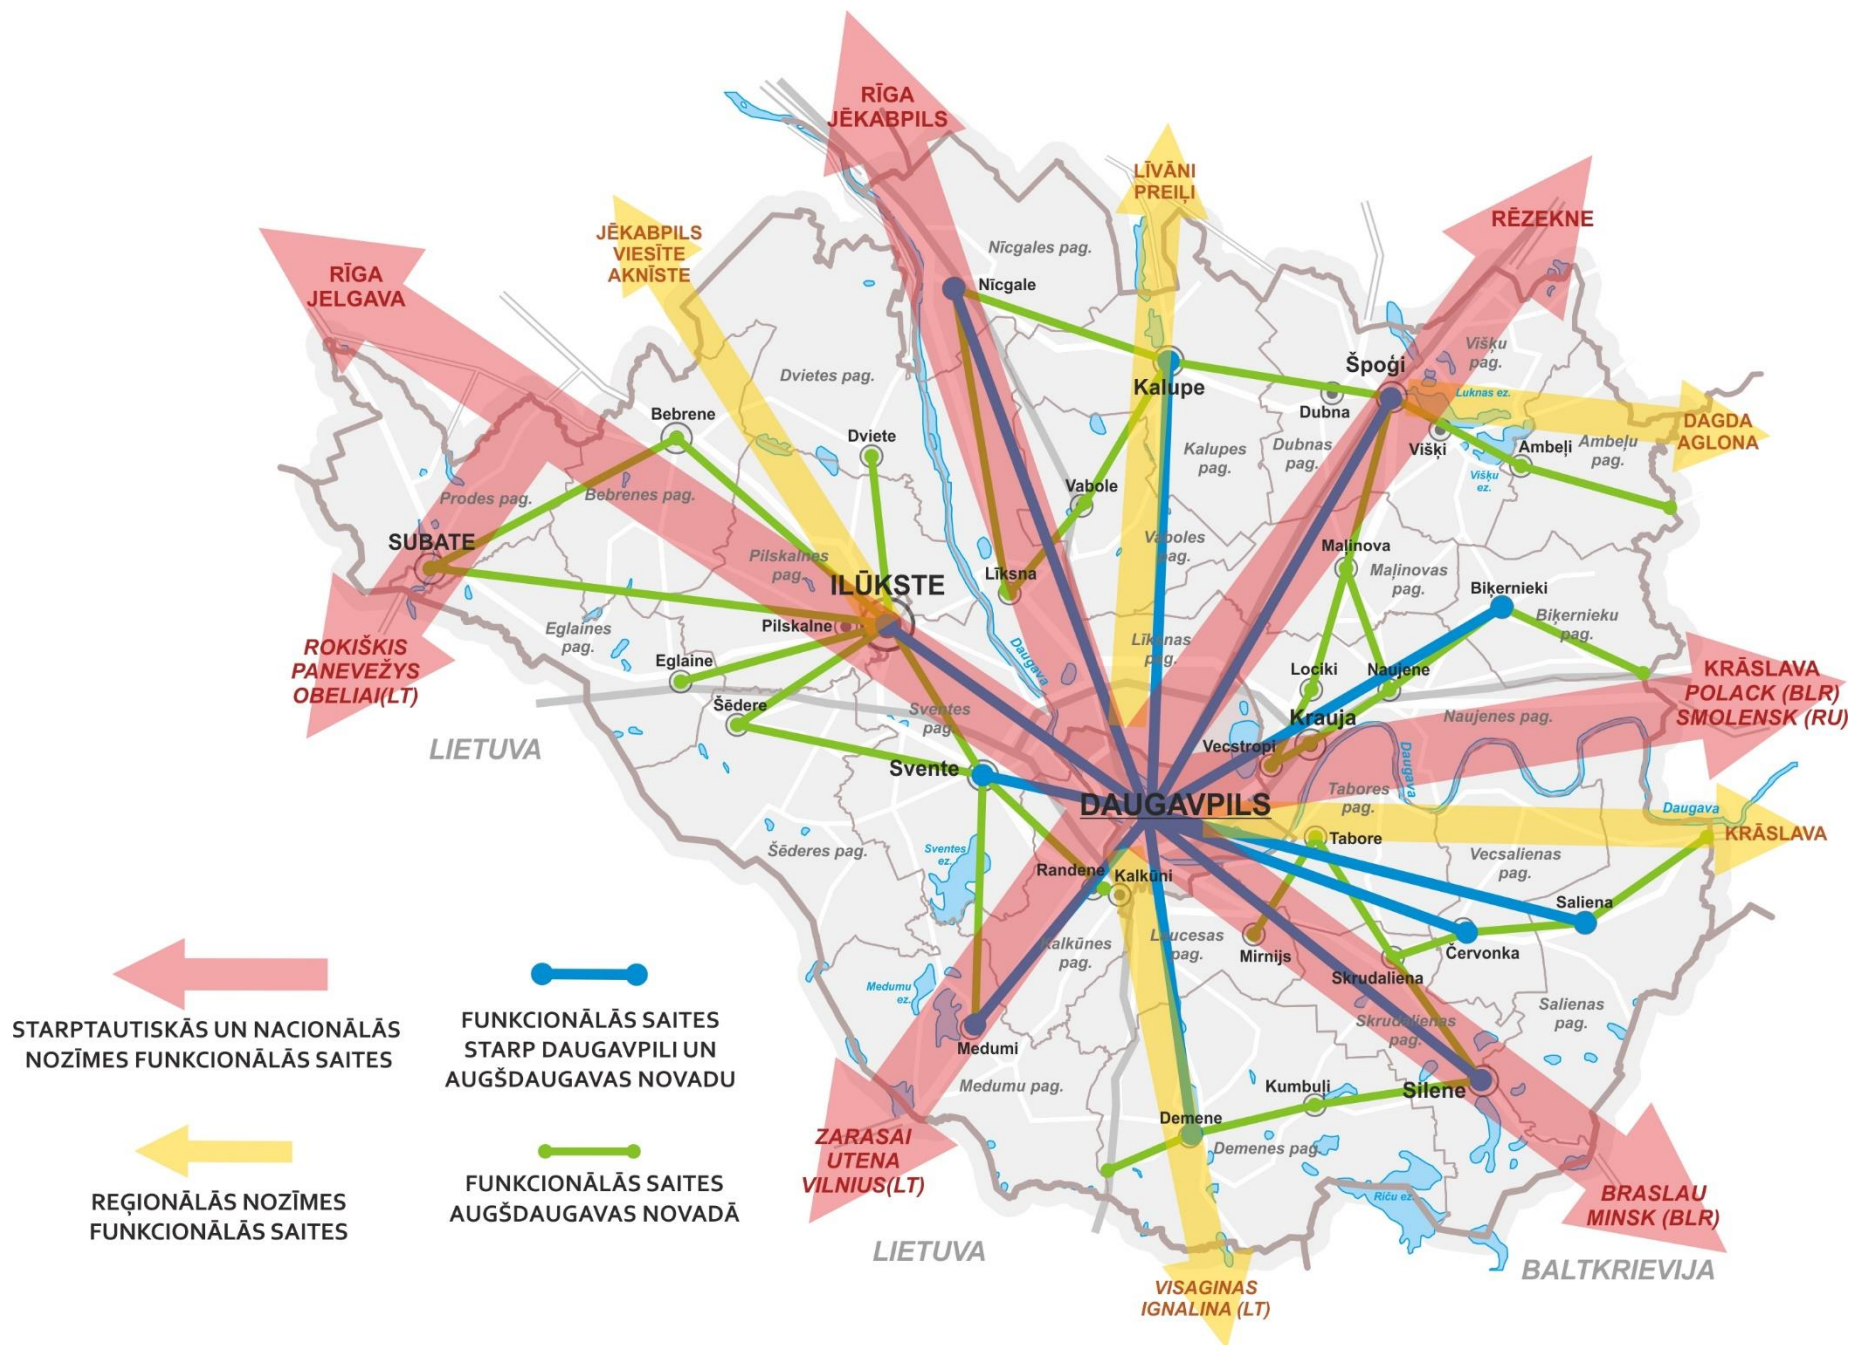 RĪGA
JĒKABPILS
LĪVĀNI
PREIĻI
RĒZEKNE
JĒKABPILS
VIESĪTE
AKNĪSTE
RĪGA
JELGAVA
Nīcgales pag.
Nīcgale
Višķu
pag.
Špoģi
Kalupe
Dubna
Luknas ez.
DAGDA
AGLONA
Dvietes pag.
Bebrene
Dviete
Kalupes
pag.
Dubnas
pag.
Višķi
Ambeļi
Ambeļu
pag.
Višķu
ez.
Prodes pag.
Bebrenes pag.
Vabole
SUBATE
Pilskalnes
pag.
Vaboles
pag.
Maļinova
Maļinovas
pag.
ILŪKSTE
Līksna
Biķernieki
Biķernieku
pag.
Pilskalne
Eglaines
pag.
Eglaine
Līksnas
pag.
Daugava
Lociki
Naujene
ROKIŠKIS
PANEVEŽYS
OBELIAI(LT)
KRĀSLAVA
POLACK (BLR)
SMOLENSK (RU)
Šēdere
Sventes
pag.
Krauja
Naujenes pag.
LIETUVA
Vecstropi
Daugava
Svente
DAUGAVPILS
Tabores
pag.
Daugava
KRĀSLAVA
Tabore
Šēderes pag.
Sventes
ez.
Randene
Kalkūni
Vecsalienas
pag.
Saliena
Kalkūnes
pag.
Laucesas
pag.
Mirnijs
Červonka
Skrudaliena
Medumu
ez.
Salienas
pag.
Skrudalienas
pag.
Medumi
Medumu pag.
Kumbuļi
Silene
Demene
Demenes pag.
ZARASAI
UTENA
VILNIUS(LT)
Riču ez.
BRASLAU
MINSK (BLR)
LIETUVA
BALTKRIEVIJA
VISAGINAS
IGNALINA (LT)
STARPTAUTISKĀS UN NACIONĀLĀS
NOZĪMES FUNKCIONĀLĀS SAITES
FUNKCIONĀLĀS SAITES
STARP DAUGAVPILI UN
AUGŠDAUGAVAS NOVADU
REĢIONĀLĀS NOZĪMES
FUNKCIONĀLĀS SAITES
FUNKCIONĀLĀS SAITES
AUGŠDAUGAVAS NOVADĀ